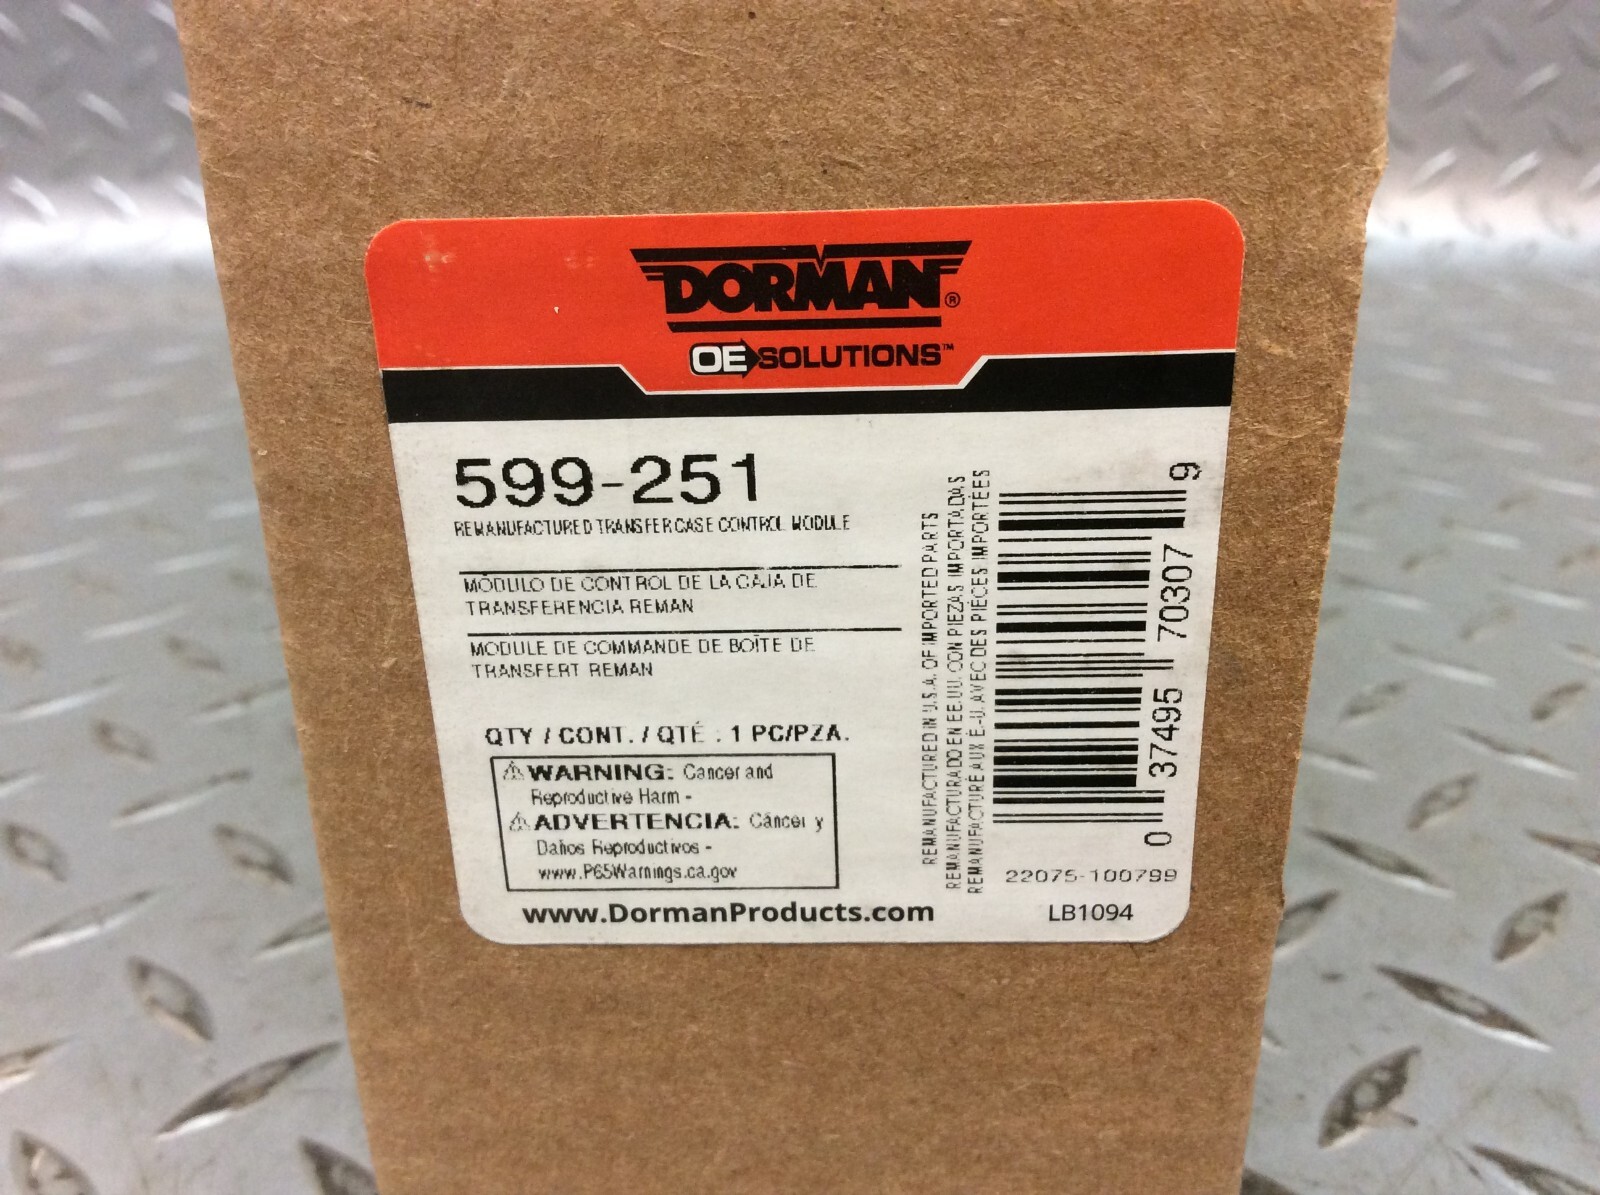 DORMAN®
OE SOLUTIONS™
599-251
REMANUFACTURED TRANSFER CASE CONTROL MODULE
MÓDULO DE CONTROL DE LA CAJA DE
TRANSFERENCIA REMAN
MODULE DE COMMANDE DE BOÎTE DE
TRANSFERT REMAN
QTY / CONT. / QTÉ : 1 PC/PZA.
⚠WARNING: Cancer and
Reproductive Harm -
⚠ADVERTENCIA: Cáncer y
Daños Reproductivos -
www.P65Warnings.ca.gov
www.DormanProducts.com
REMANUFACTURED IN U.S.A. OF IMPORTED PARTS
REMANUFACTURADO EN EE.UU. CON PIEZAS IMPORTADAS
REMANUFACTURÉ AUX É.-U. AVEC DES PIÈCES IMPORTÉES
0 37495 70307 9
22075-100799
LB1094